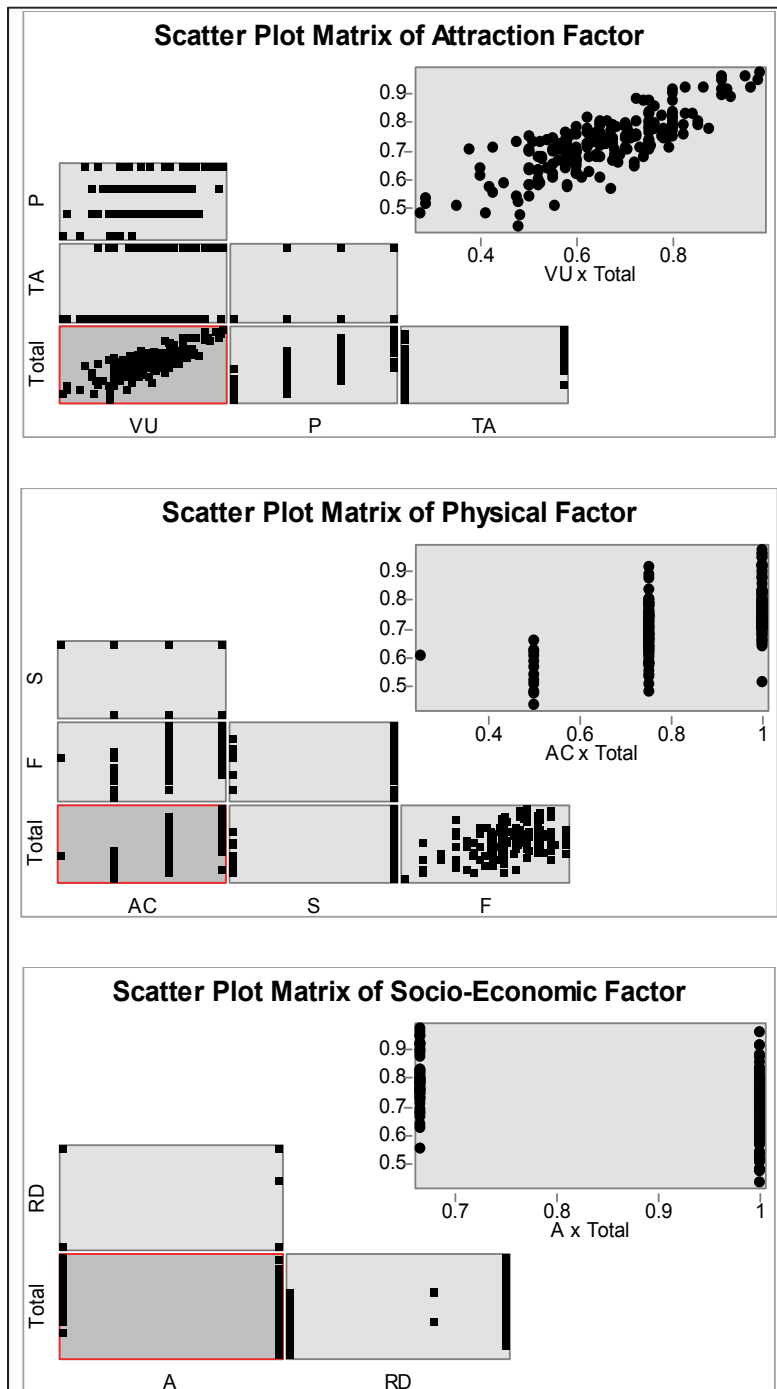 Scatter Plot Matrix of Attraction Factor
0.9
0.8
0.7
0.6
0.5
0.4 0.6 0.8
VU x Total
P
TA
Total
VU P TA
Scatter Plot Matrix of Physical Factor
0.9
0.8
0.7
0.6
0.5
0.4 0.6 0.8 1
AC x Total
S
F
Total
AC S F
Scatter Plot Matrix of Socio-Economic Factor
0.9
0.8
0.7
0.6
0.5
0.7 0.8 0.9 1
A x Total
RD
Total
A RD